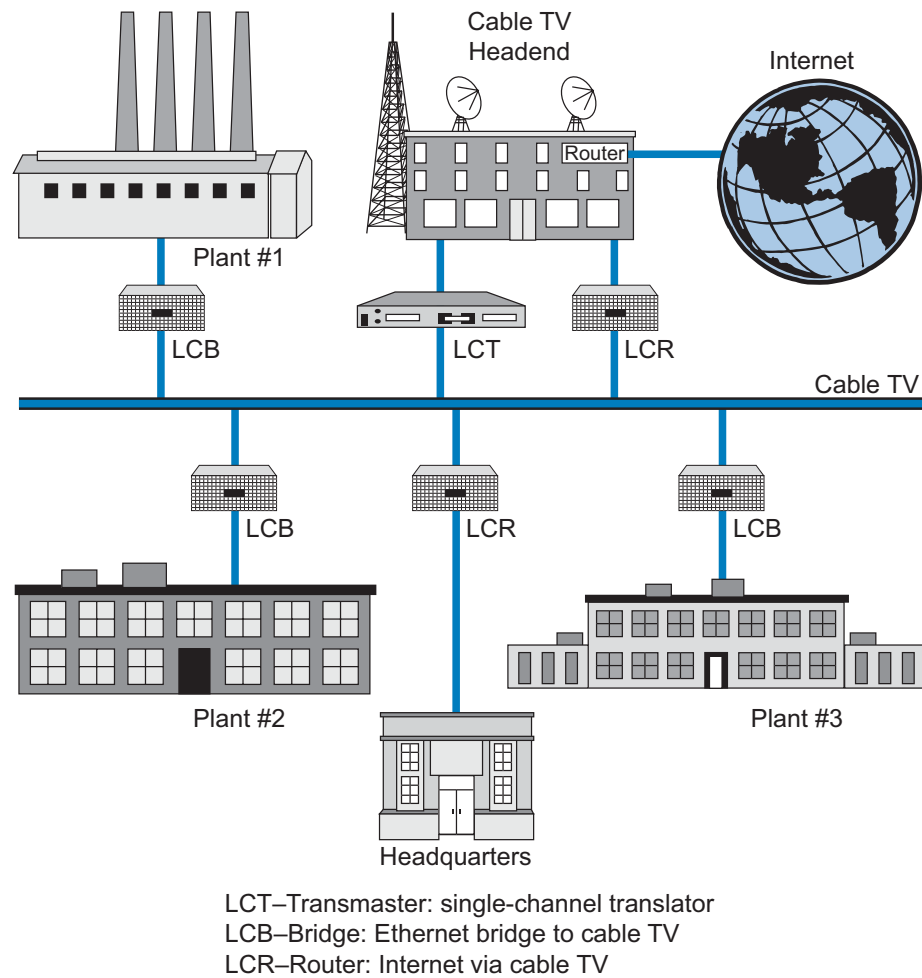 Cable TV
Headend
Internet
Router
Plant #1
LCB
LCT
LCR
Cable TV
LCB
LCR
LCB
Plant #2
Plant #3
Headquarters
LCT–Transmaster: single-channel translator
LCB–Bridge: Ethernet bridge to cable TV
LCR–Router: Internet via cable TV